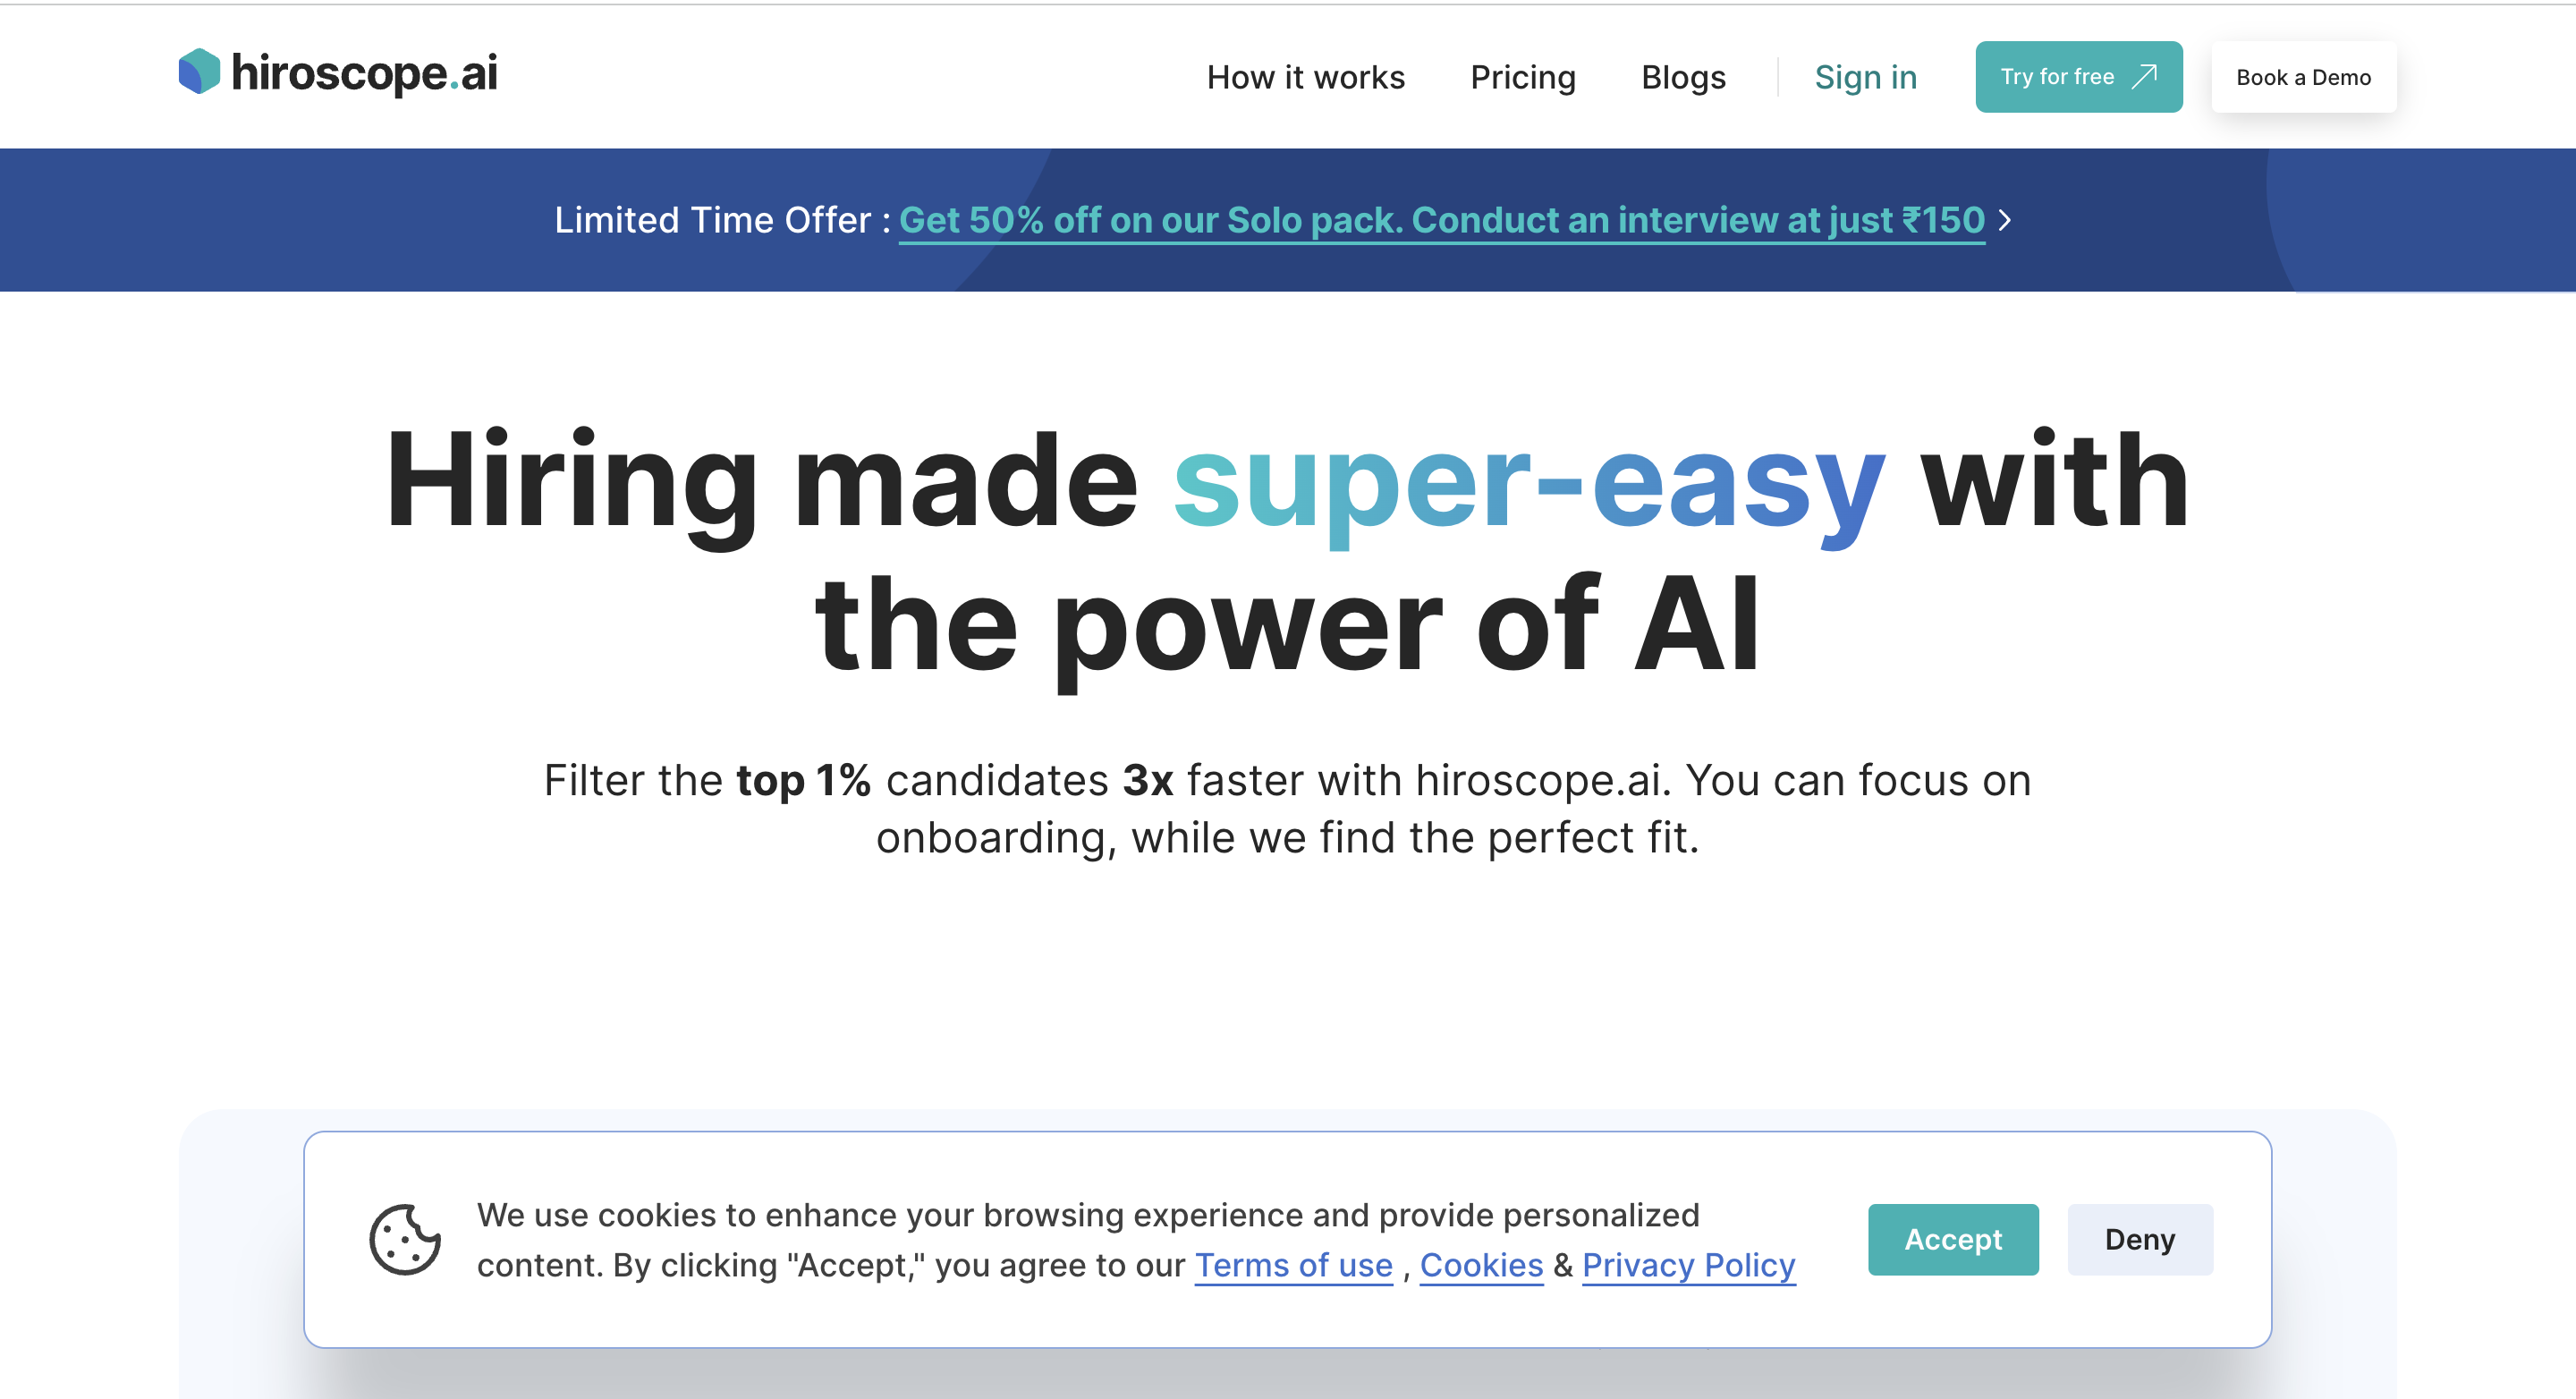 hiroscope.ai
How it works
Pricing
Blogs
Sign in
Try for free
Book a Demo
Limited Time Offer : Get 50% off on our Solo pack. Conduct an interview at just ₹150
Hiring made super-easy with
the power of AI
Filter the top 1% candidates 3x faster with hiroscope.ai. You can focus on
onboarding, while we find the perfect fit.
We use cookies to enhance your browsing experience and provide personalized
content. By clicking "Accept," you agree to our Terms of use , Cookies & Privacy Policy
Accept
Deny